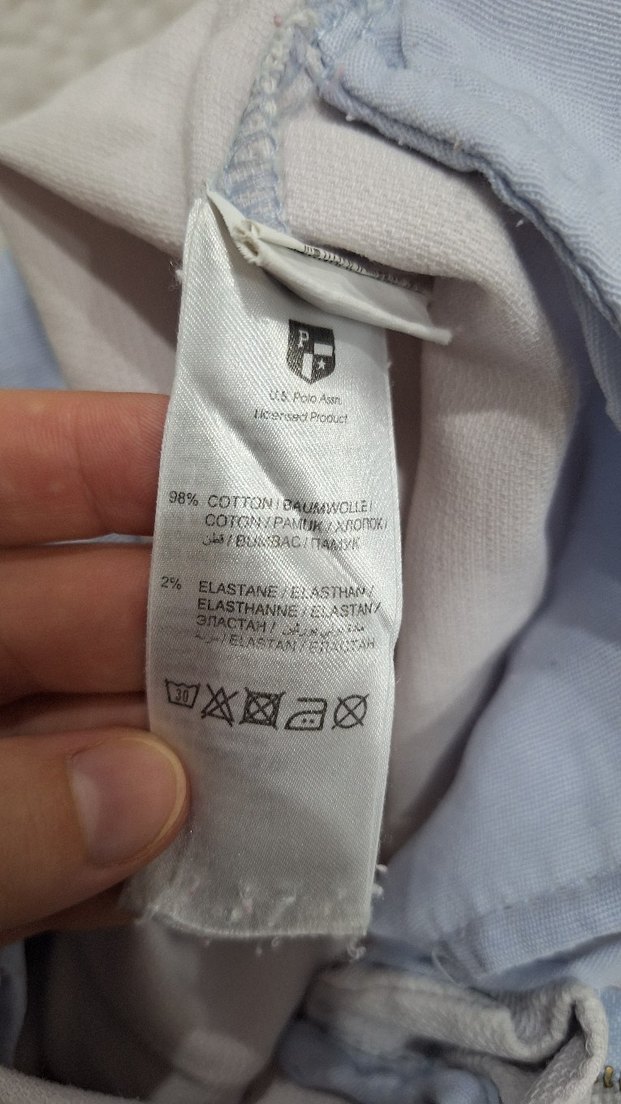 P
U.S. Polo Assn.
Licensed Product
98% COTTON / BAUMWOLLE /
COTON / PAMUK / ХЛОПОК /
قطن / BUMBAC / ПАМУК
2% ELASTANE / ELASTHAN /
ELASTHANNE / ELASTAN /
ЭЛАСТАН /
/ ELASTAN / ЕЛАСТАН
30